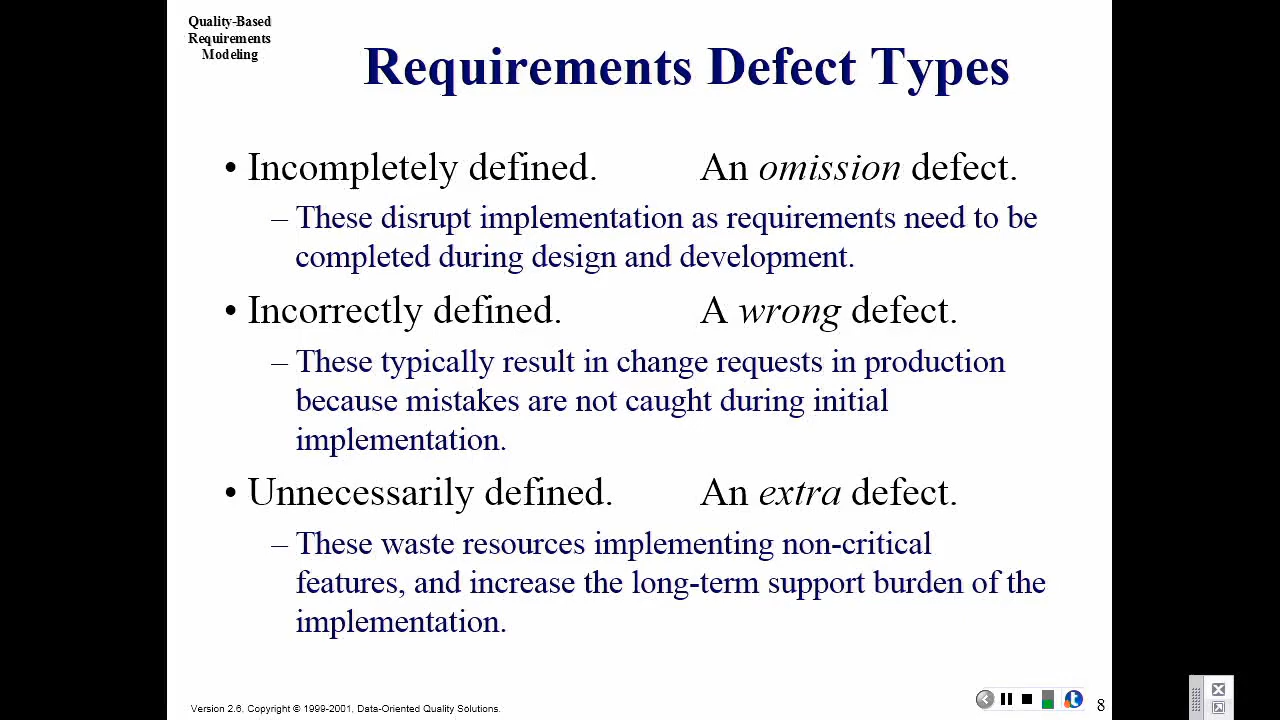 Quality-Based
Requirements
Modeling
Requirements Defect Types
• Incompletely defined. An omission defect.
– These disrupt implementation as requirements need to be
completed during design and development.
• Incorrectly defined. A wrong defect.
– These typically result in change requests in production
because mistakes are not caught during initial
implementation.
• Unnecessarily defined. An extra defect.
– These waste resources implementing non-critical
features, and increase the long-term support burden of the
implementation.
Version 2.6. Copyright © 1999-2001, Data-Oriented Quality Solutions.
t
8